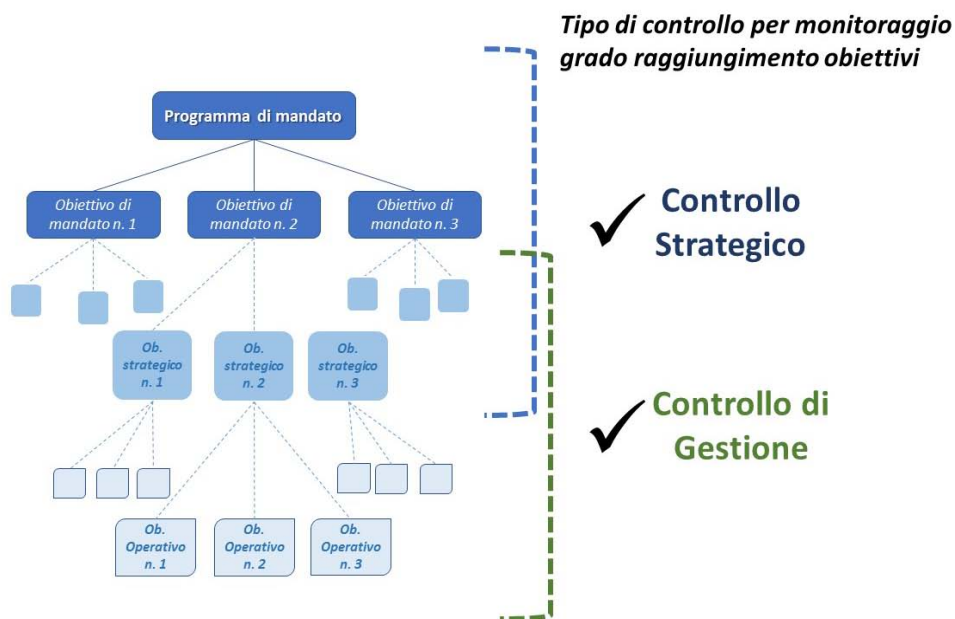 Tipo di controllo per monitoraggio
grado raggiungimento obiettivi
Programma di mandato
Obiettivo di
mandato n. 1
Obiettivo di
mandato n. 2
Obiettivo di
mandato n. 3
Controllo
Strategico
Ob.
strategico
n. 1
Ob.
strategico
n. 2
Ob.
strategico
n. 3
Controllo di
Gestione
Ob.
Operativo
n. 1
Ob.
Operativo
n. 2
Ob.
Operativo
n. 3